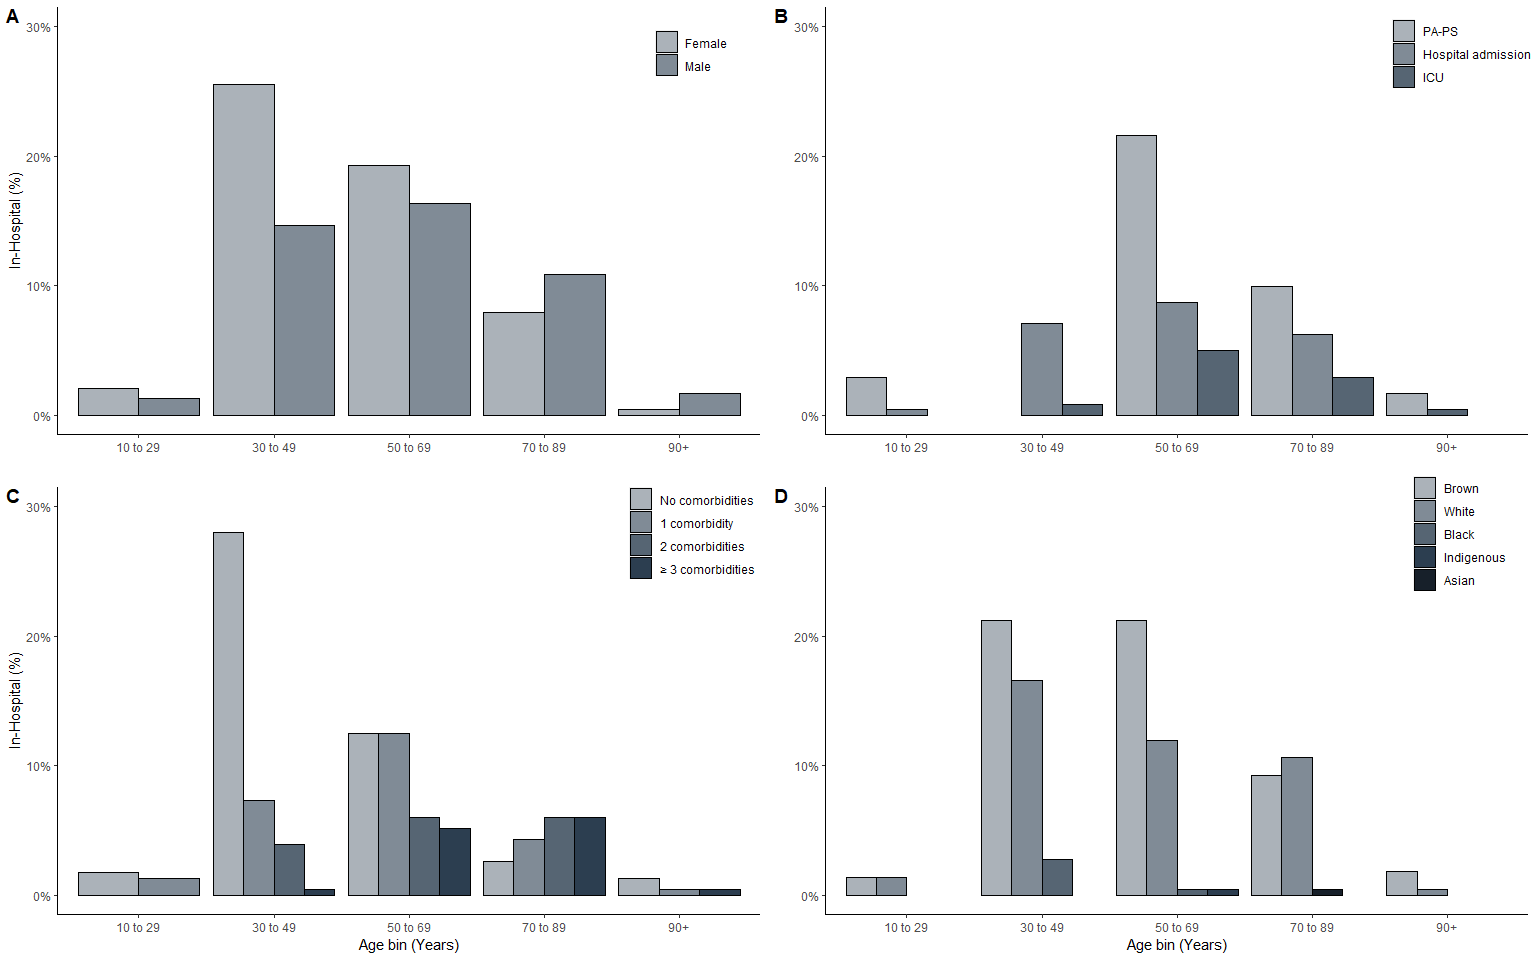 A
30%
20%
10%
0%
In-Hospital (%)
Female
Male
10 to 29
30 to 49
50 to 69
70 to 89
90+
B
30%
20%
10%
0%
PA-PS
Hospital admission
ICU
10 to 29
30 to 49
50 to 69
70 to 89
90+
C
30%
20%
10%
0%
In-Hospital (%)
No comorbidities
1 comorbidity
2 comorbidities
≥ 3 comorbidities
10 to 29
30 to 49
50 to 69
70 to 89
90+
Age bin (Years)
D
30%
20%
10%
0%
Brown
White
Black
Indigenous
Asian
10 to 29
30 to 49
50 to 69
70 to 89
90+
Age bin (Years)